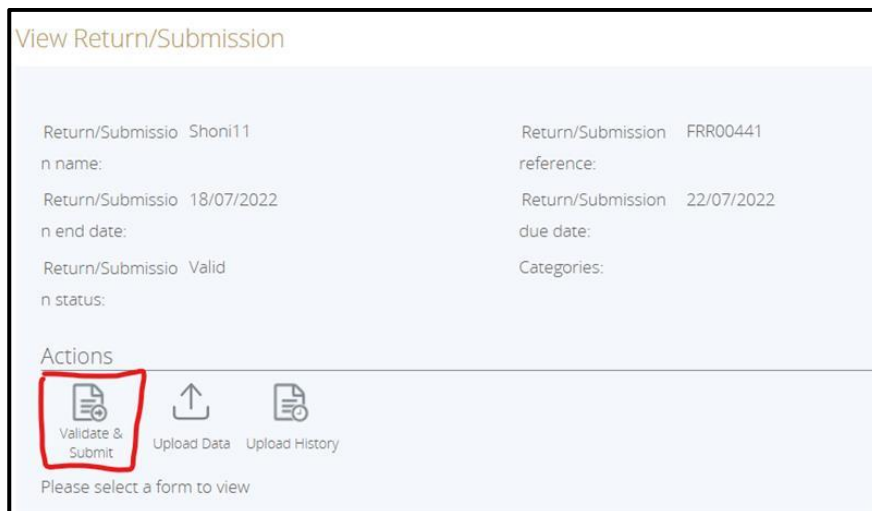 View Return/Submission
Return/Submissio Shoni11 Return/Submission FRR00441
n name: reference:
Return/Submissio 18/07/2022 Return/Submission 22/07/2022
n end date: due date:
Return/Submissio Valid Categories:
n status:
Actions
Validate &
Submit
Upload Data
Upload History
Please select a form to view